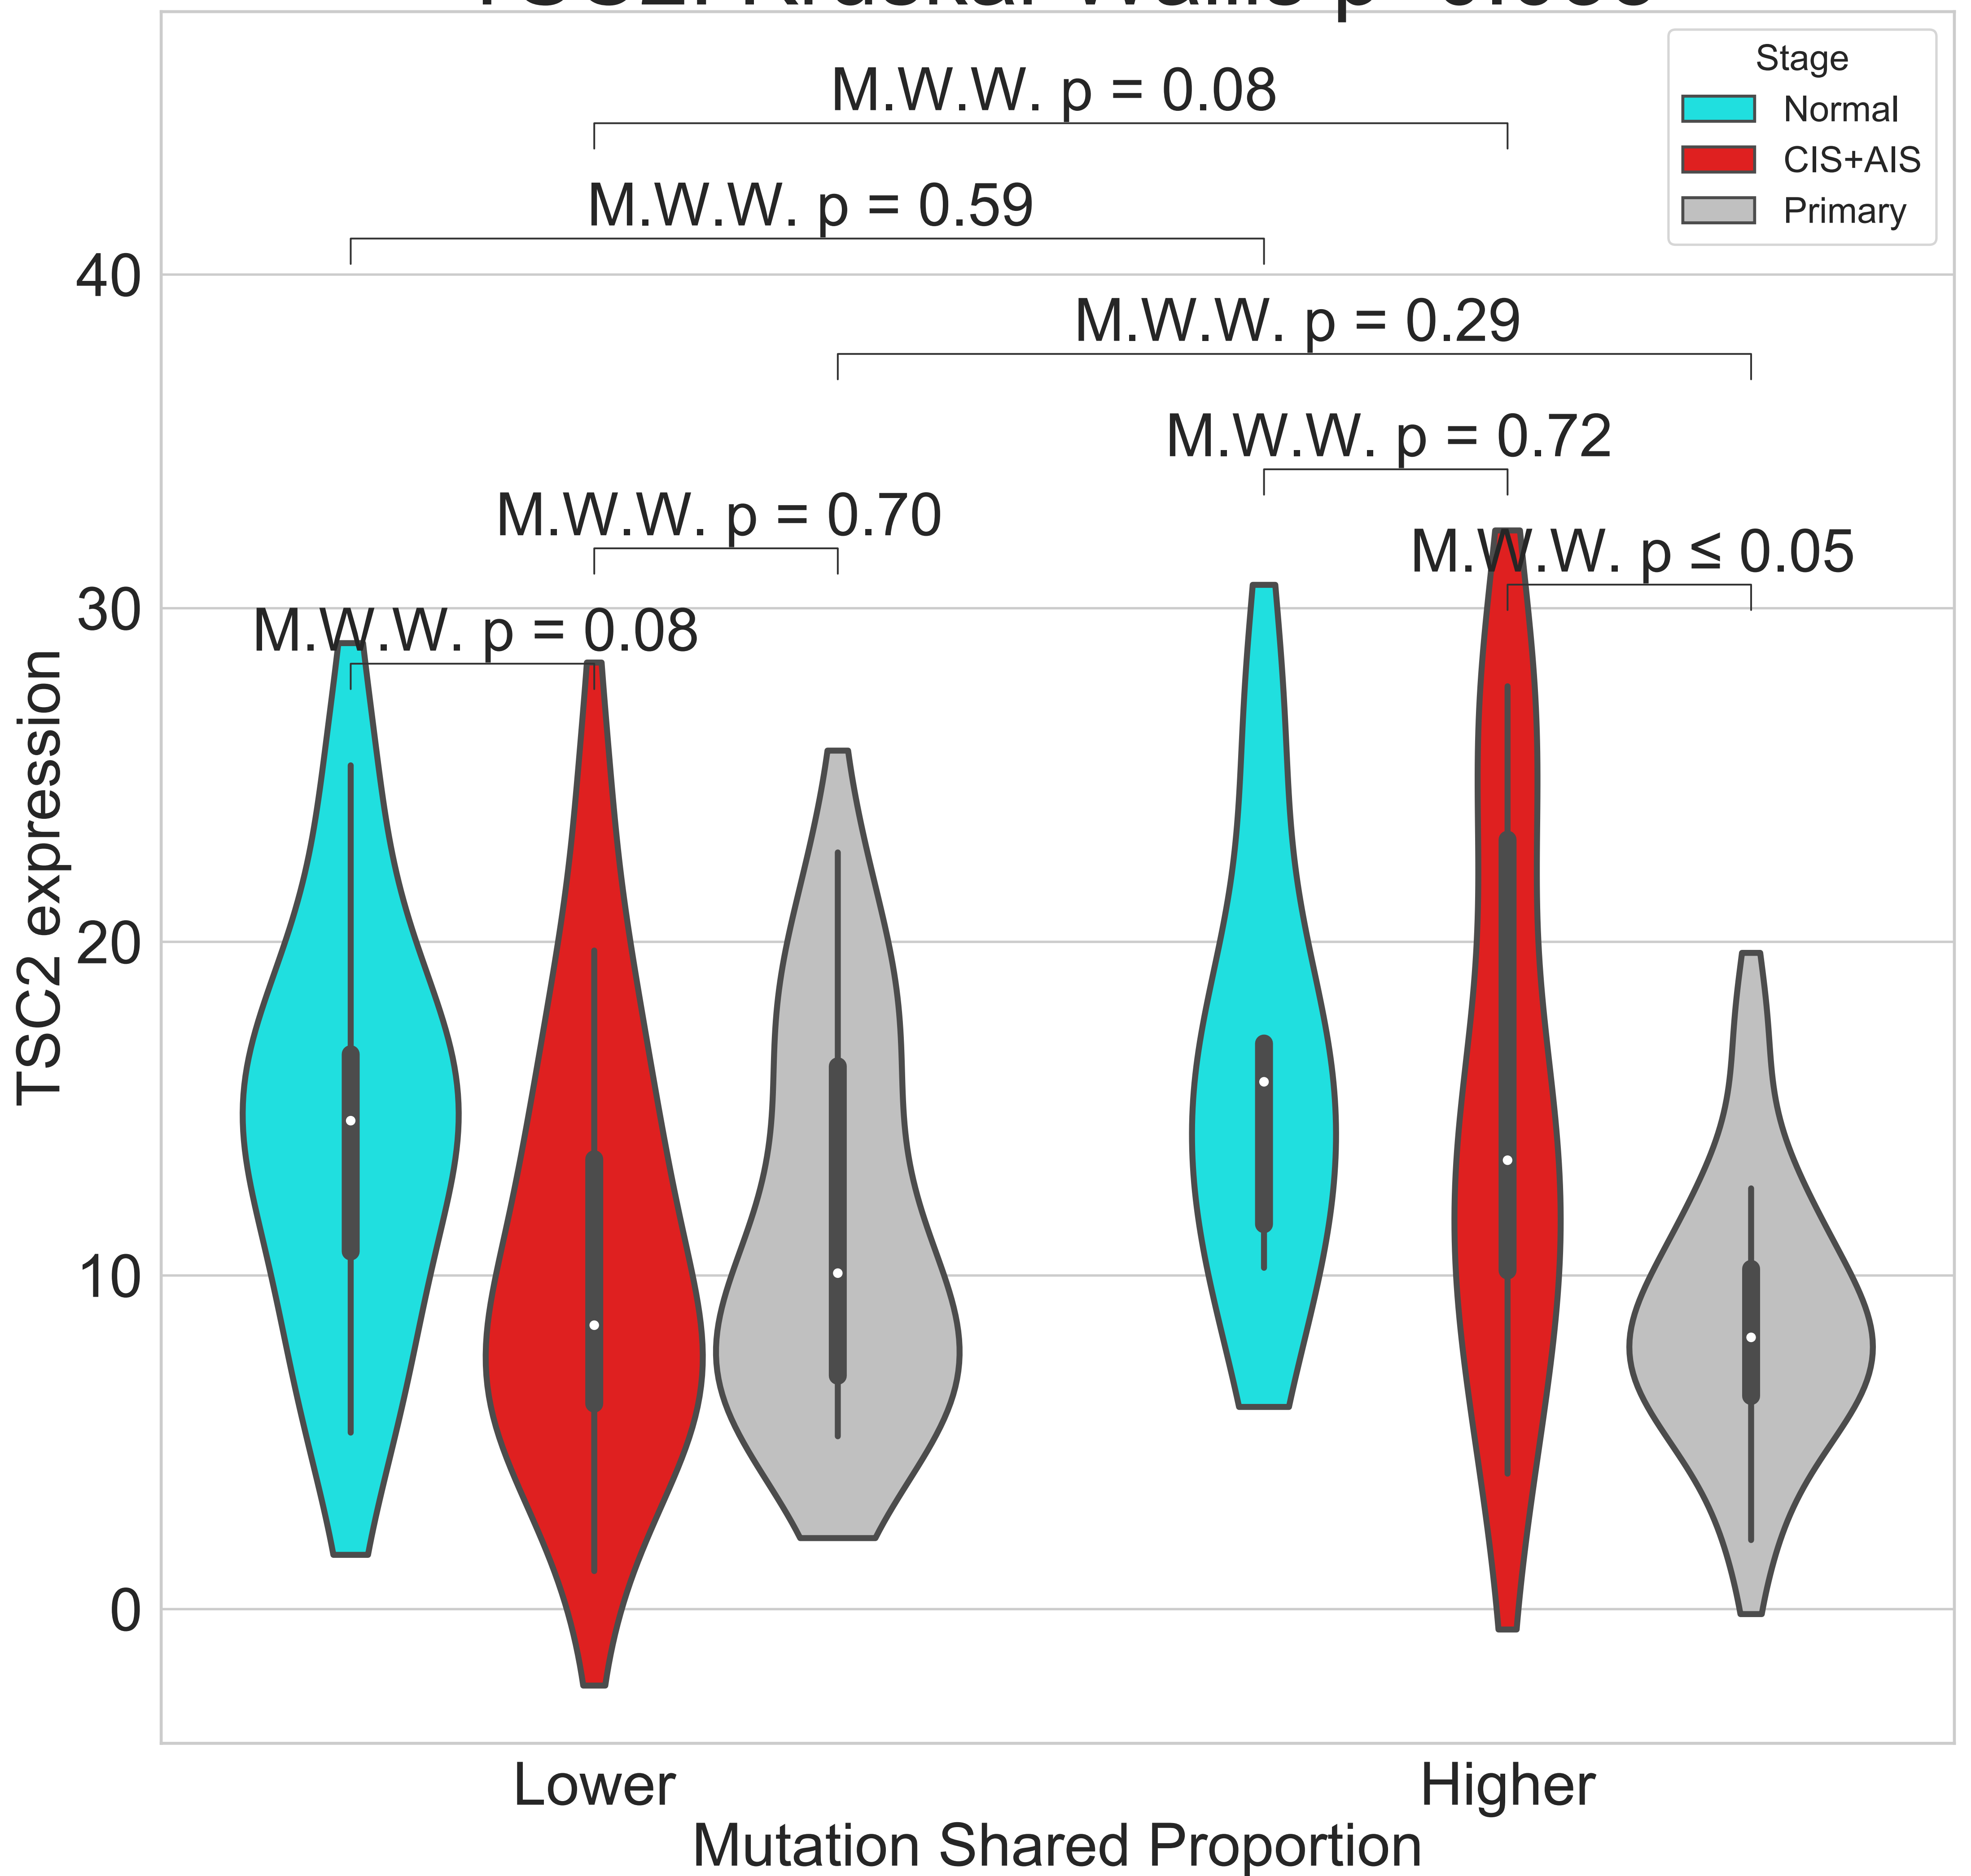 Stage
Normal
CIS+AIS
Primary
M.W.W. p = 0.08
M.W.W. p = 0.59
M.W.W. p = 0.29
M.W.W. p = 0.72
M.W.W. p = 0.70
M.W.W. p ≤ 0.05
M.W.W. p = 0.08
40
30
20
10
0
TSC2 expression
Lower
Higher
Mutation Shared Proportion